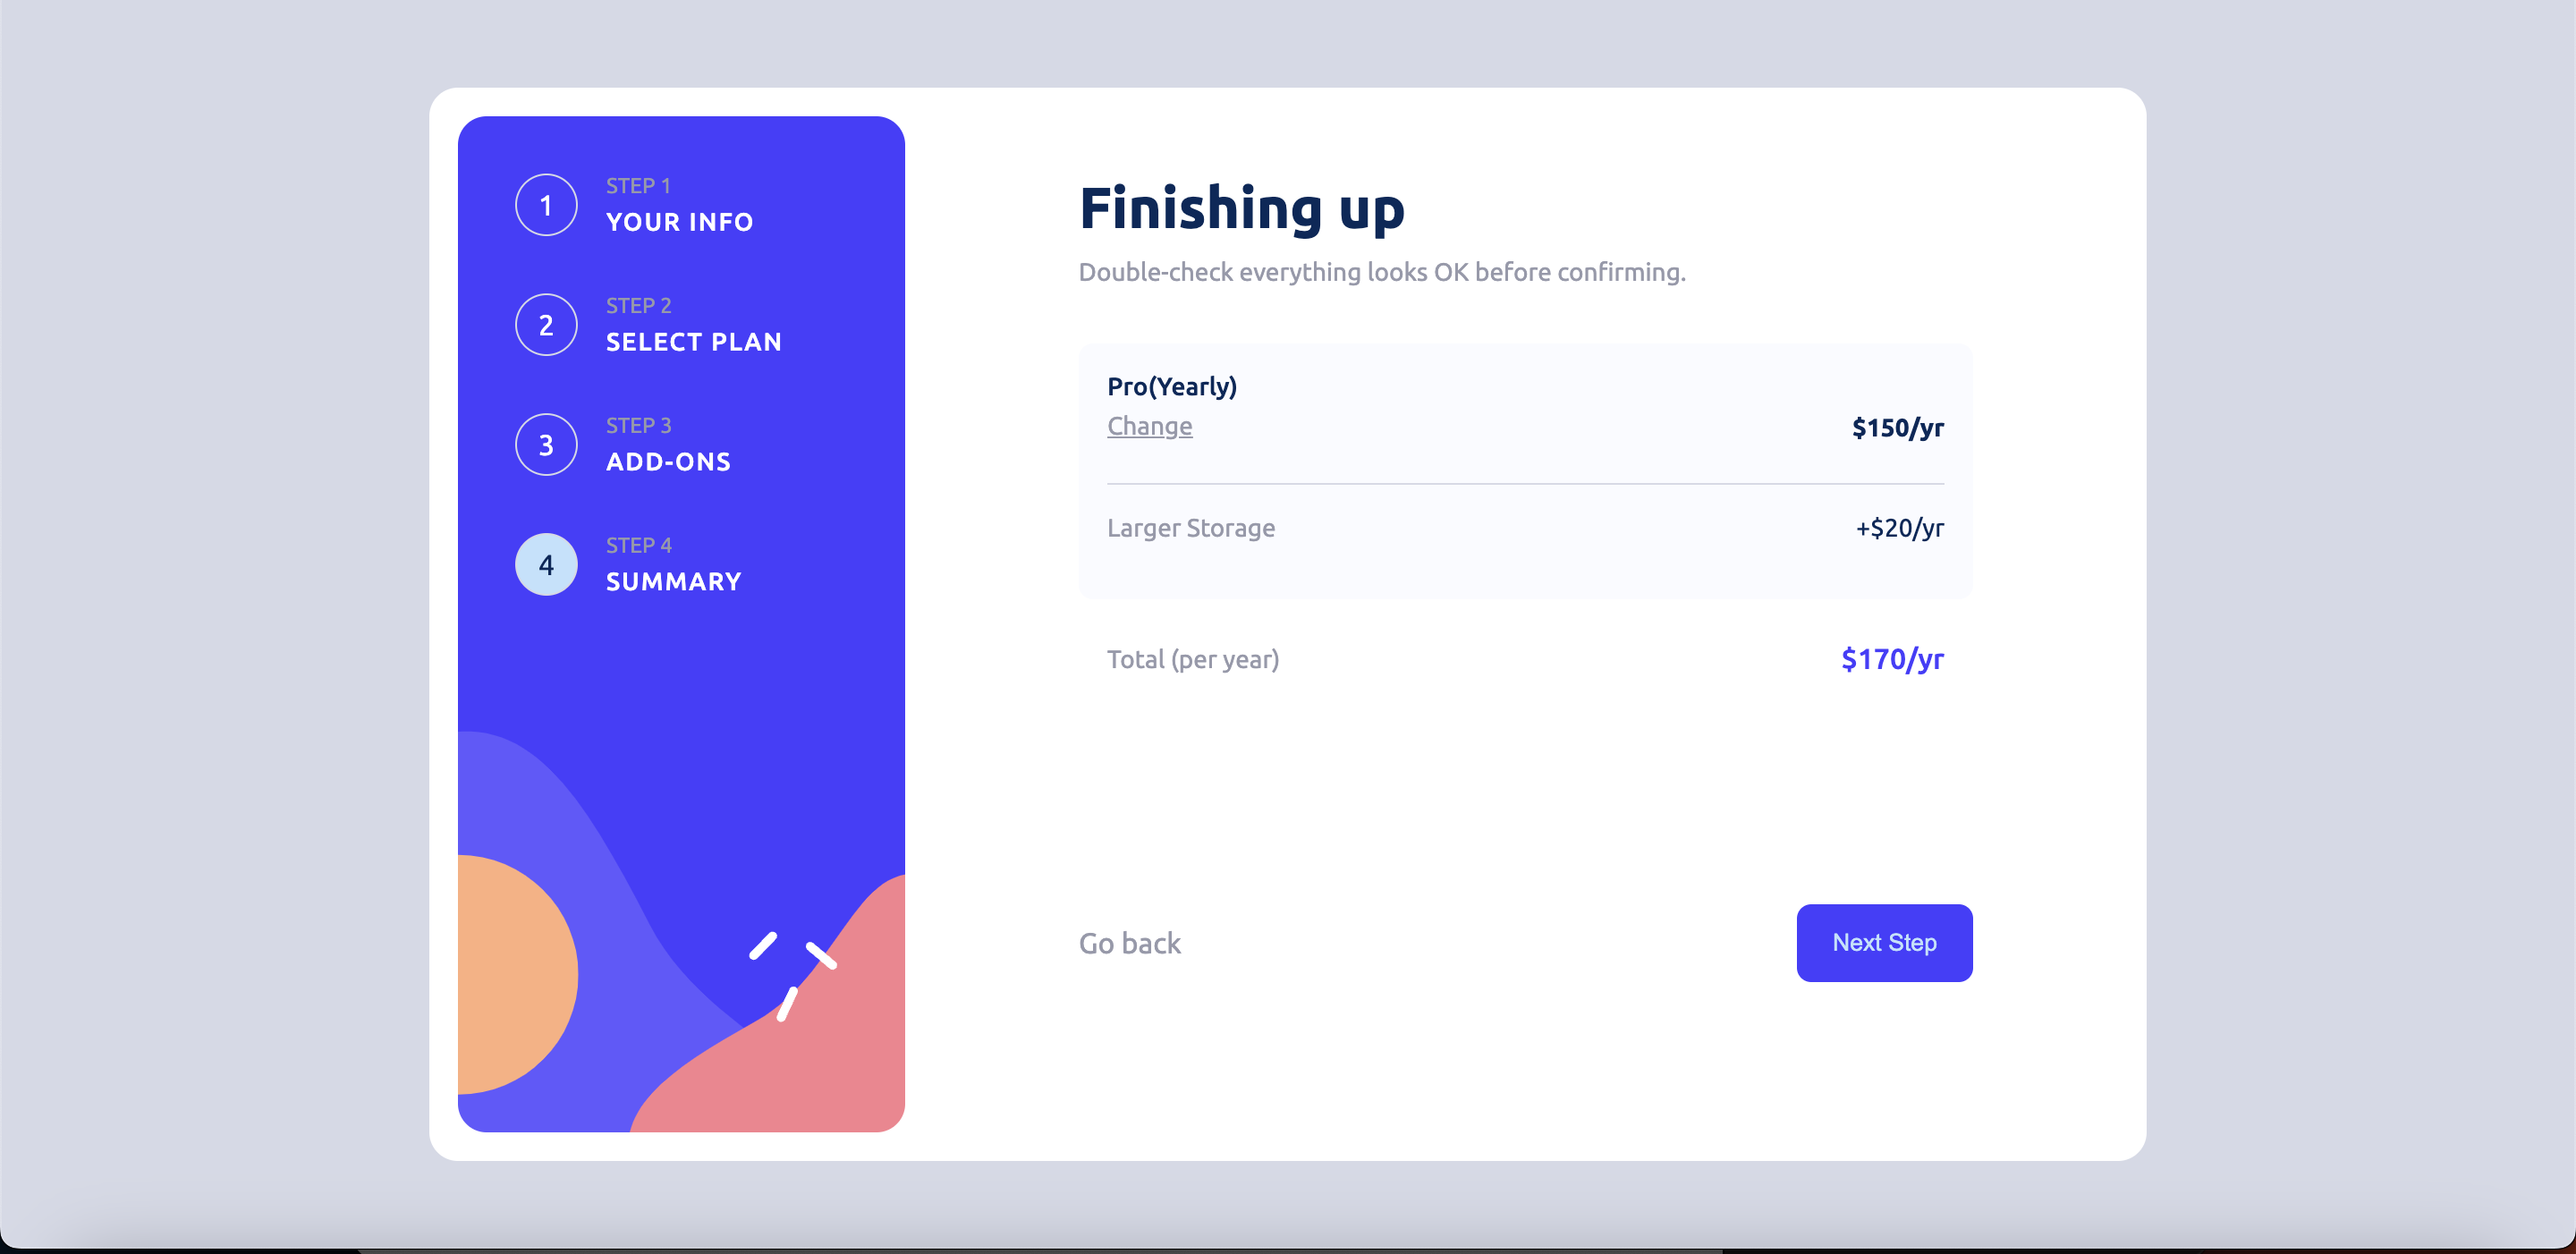 1
STEP 1
YOUR INFO
2
STEP 2
SELECT PLAN
3
STEP 3
ADD-ONS
4
STEP 4
SUMMARY
Finishing up
Double-check everything looks OK before confirming.
Pro(Yearly)
Change
$150/yr
Larger Storage
+$20/yr
Total (per year)
$170/yr
Go back
Next Step